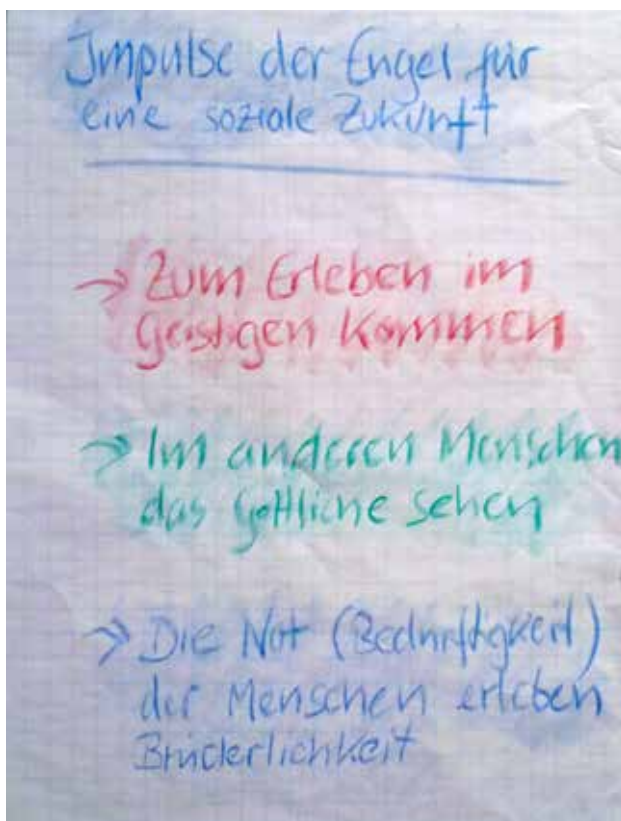 Impulse der Engel für
eine soziale Zukunft
→ Zum Erleben im
Geistigen kommen
→ Im anderen Menschen
das Göttliche sehen
→ Die Not (Bedürftigkeit)
der Menschen erleben
Brüderlichkeit